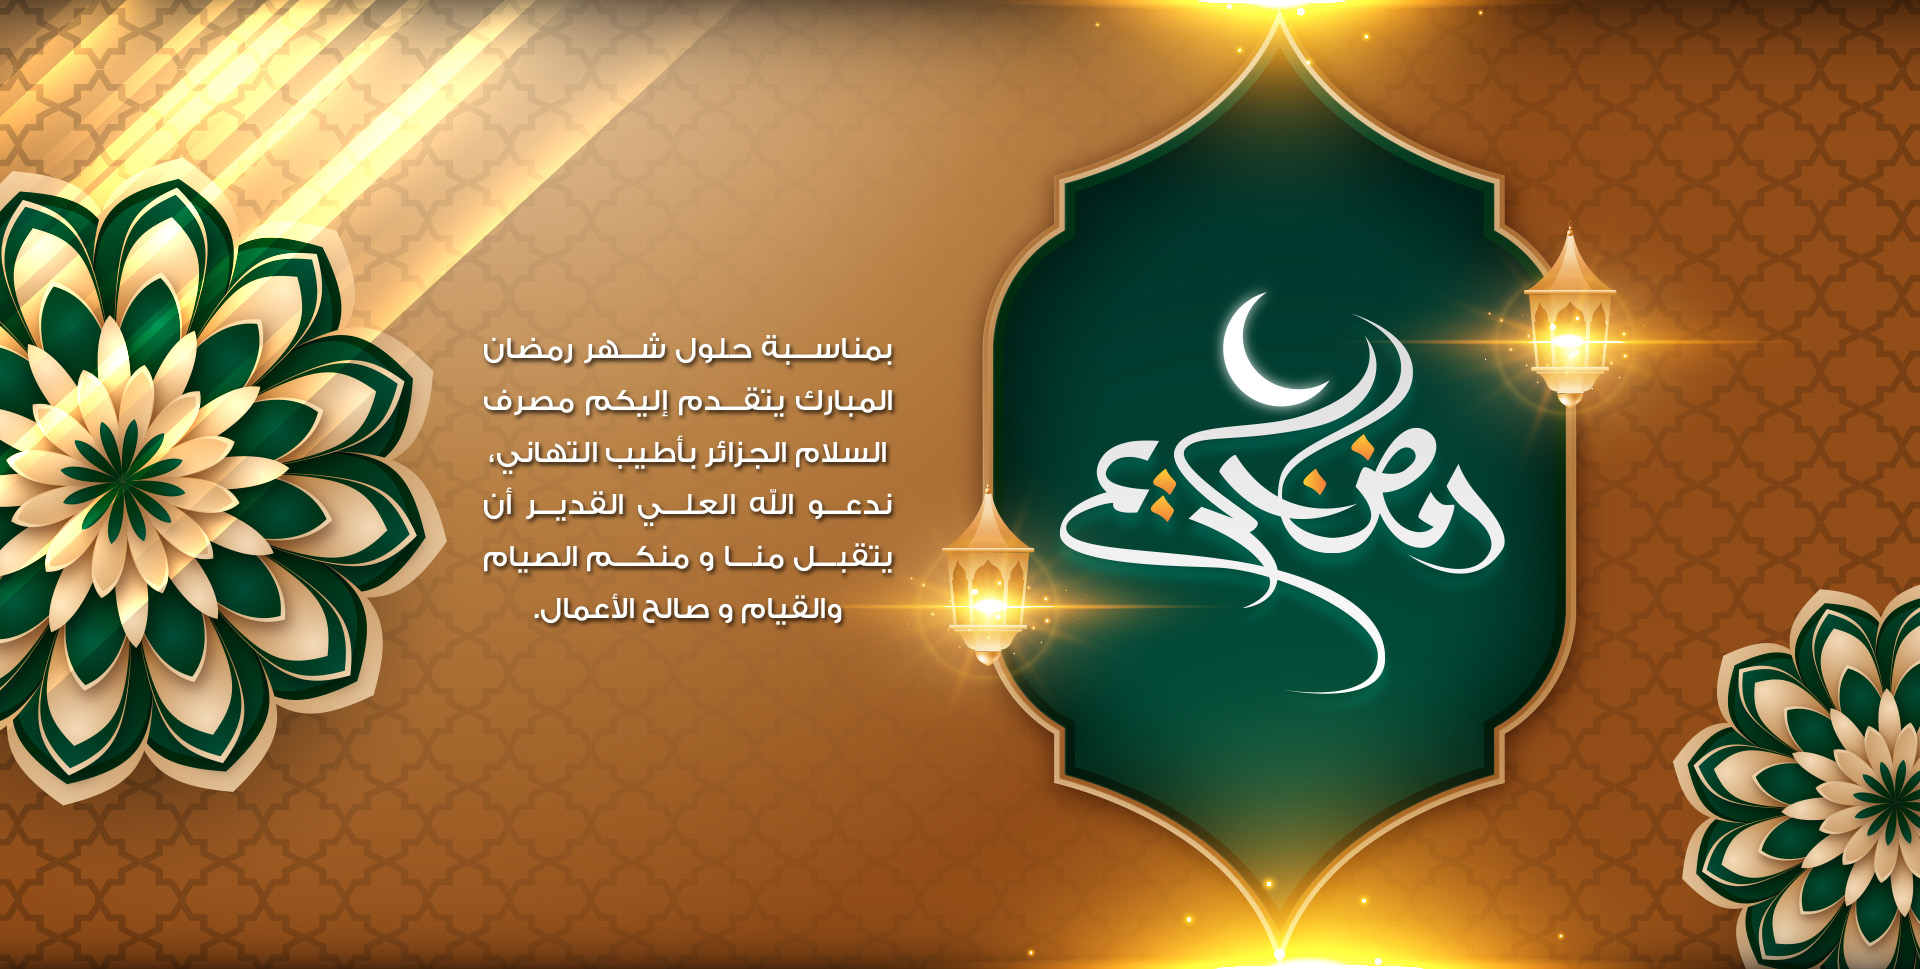 رمضان كريم
بمناسبة حلول شهر رمضان
المبارك يتقدم إليكم مصرف
السلام الجزائر بأطيب التهاني،
ندعو الله العلي القدير أن
يتقبل منا و منكم الصيام
والقيام و صالح الأعمال.